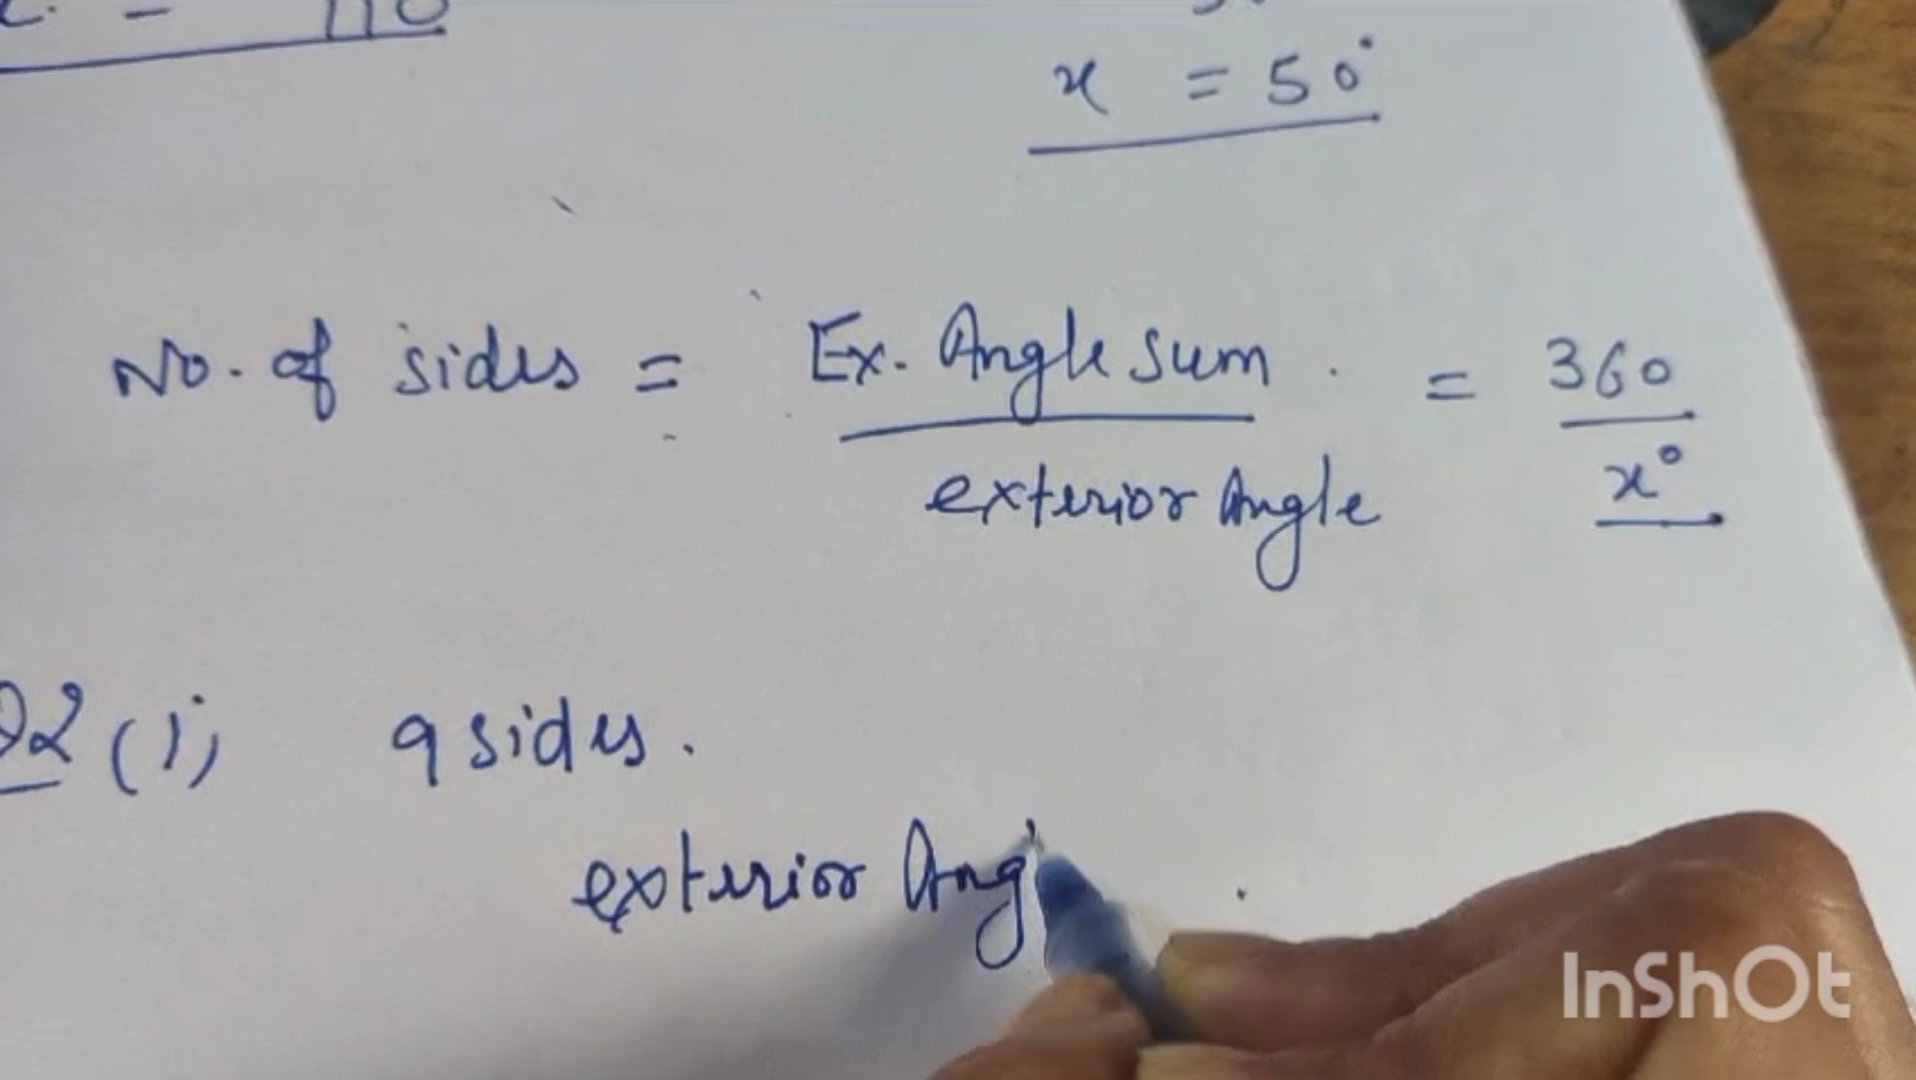 x = 50°
No. of sides = Ex. Angle sum = 360
exterior Angle x°
Q2 (i) 9 sides.
exterior Ang
InShOt